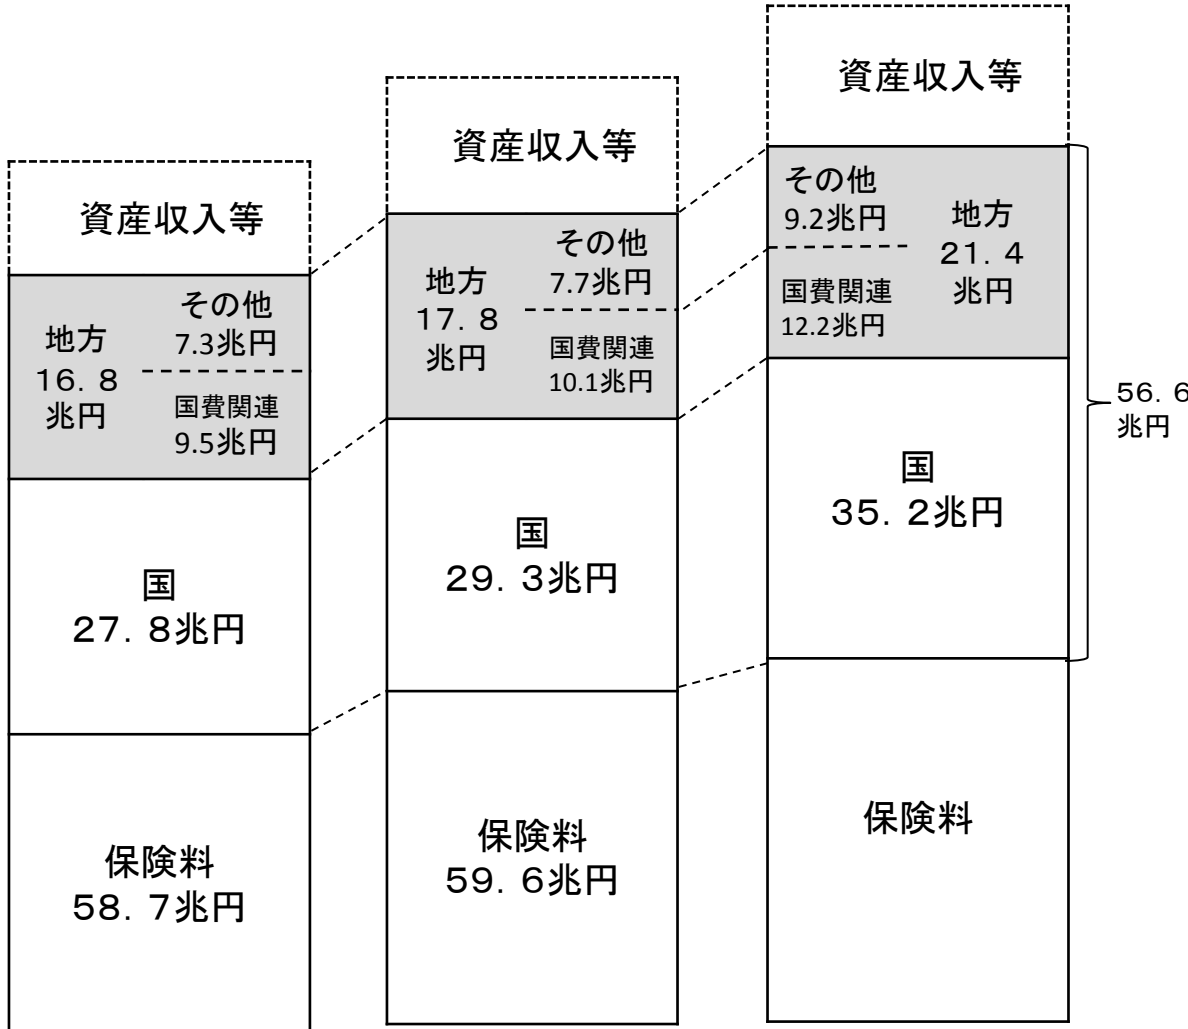 資産収入等
地方
16.8
兆円
その他
7.3兆円
国費関連
9.5兆円
国
27.8兆円
保険料
58.7兆円
資産収入等
地方
17.8
兆円
その他
7.7兆円
国費関連
10.1兆円
国
29.3兆円
保険料
59.6兆円
資産収入等
その他
9.2兆円
国費関連
12.2兆円
地方
21.4
兆円
国
35.2兆円
保険料
56.6
兆円